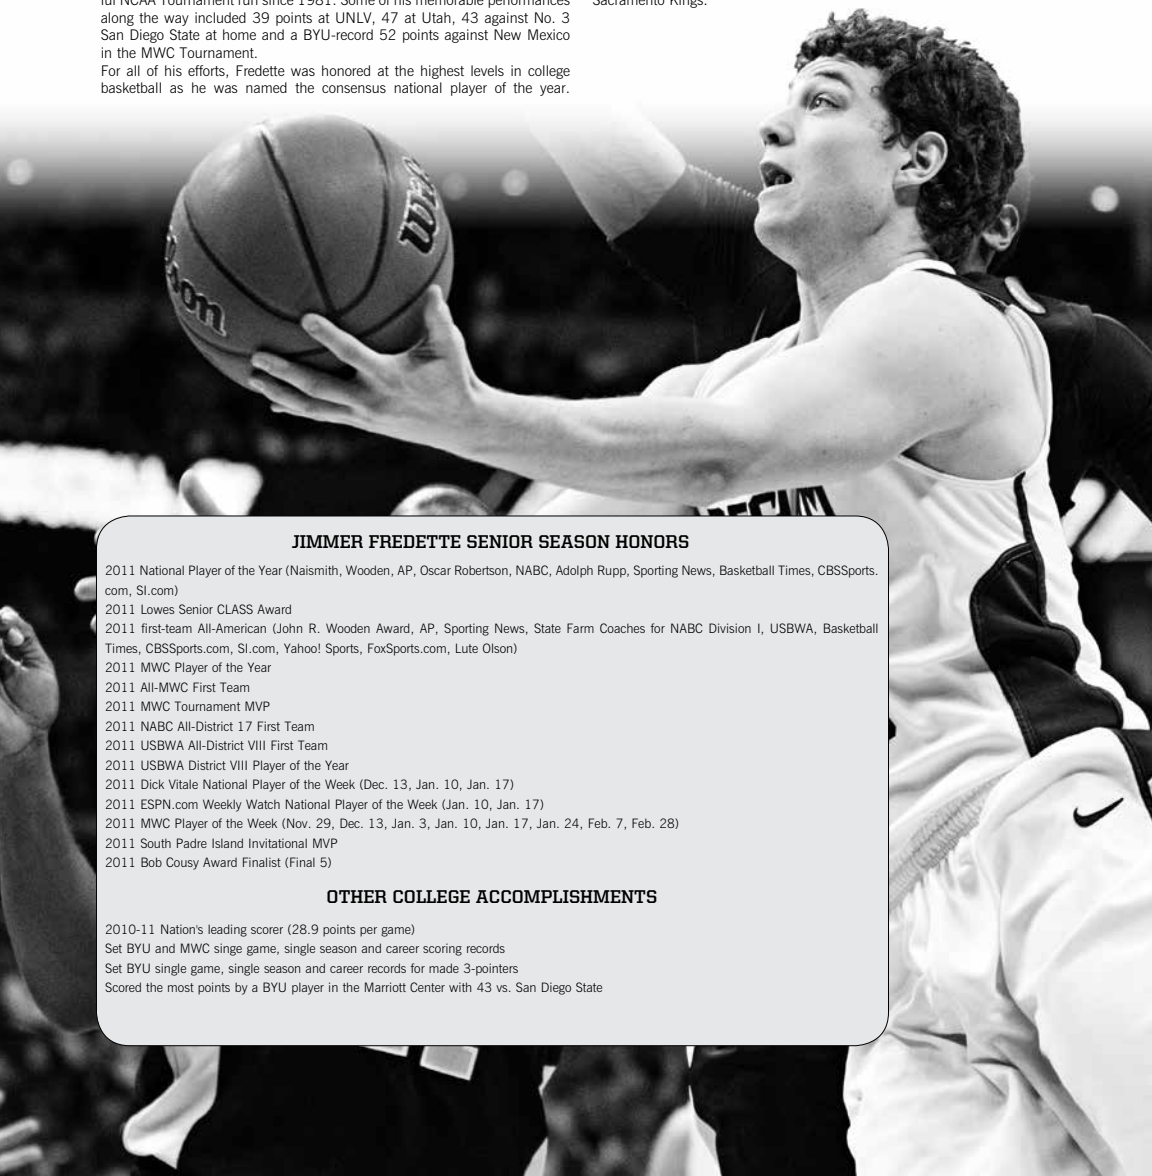 ful NCAA Tournament run since 1981. Some of his memorable performances
along the way included 39 points at UNLV, 47 at Utah, 43 against No. 3
San Diego State at home and a BYU-record 52 points against New Mexico
in the MWC Tournament.
For all of his efforts, Fredette was honored at the highest levels in college
basketball as he was named the consensus national player of the year.
Sacramento Kings.
Wils
lson
JIMMER FREDETTE SENIOR SEASON HONORS
2011 National Player of the Year (Naismith, Wooden, AP, Oscar Robertson, NABC, Adolph Rupp, Sporting News, Basketball Times, CBSSports.
com, SI.com)
2011 Lowes Senior CLASS Award
2011 first-team All-American (John R. Wooden Award, AP, Sporting News, State Farm Coaches for NABC Division I, USBWA, Basketball
Times, CBSSports.com, SI.com, Yahoo! Sports, FoxSports.com, Lute Olson)
2011 MWC Player of the Year
2011 All-MWC First Team
2011 MWC Tournament MVP
2011 NABC All-District 17 First Team
2011 USBWA All-District VIII First Team
2011 USBWA District VIII Player of the Year
2011 Dick Vitale National Player of the Week (Dec. 13, Jan. 10, Jan. 17)
2011 ESPN.com Weekly Watch National Player of the Week (Jan. 10, Jan. 17)
2011 MWC Player of the Week (Nov. 29, Dec. 13, Jan. 3, Jan. 10, Jan. 17, Jan. 24, Feb. 7, Feb. 28)
2011 South Padre Island Invitational MVP
2011 Bob Cousy Award Finalist (Final 5)
OTHER COLLEGE ACCOMPLISHMENTS
2010-11 Nation's leading scorer (28.9 points per game)
Set BYU and MWC singe game, single season and career scoring records
Set BYU single game, single season and career records for made 3-pointers
Scored the most points by a BYU player in the Marriott Center with 43 vs. San Diego State